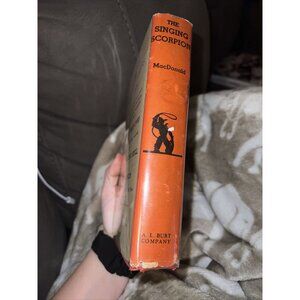 THE
SINGING
SCORPION
MacDonald
A. L. BURT
COMPANY